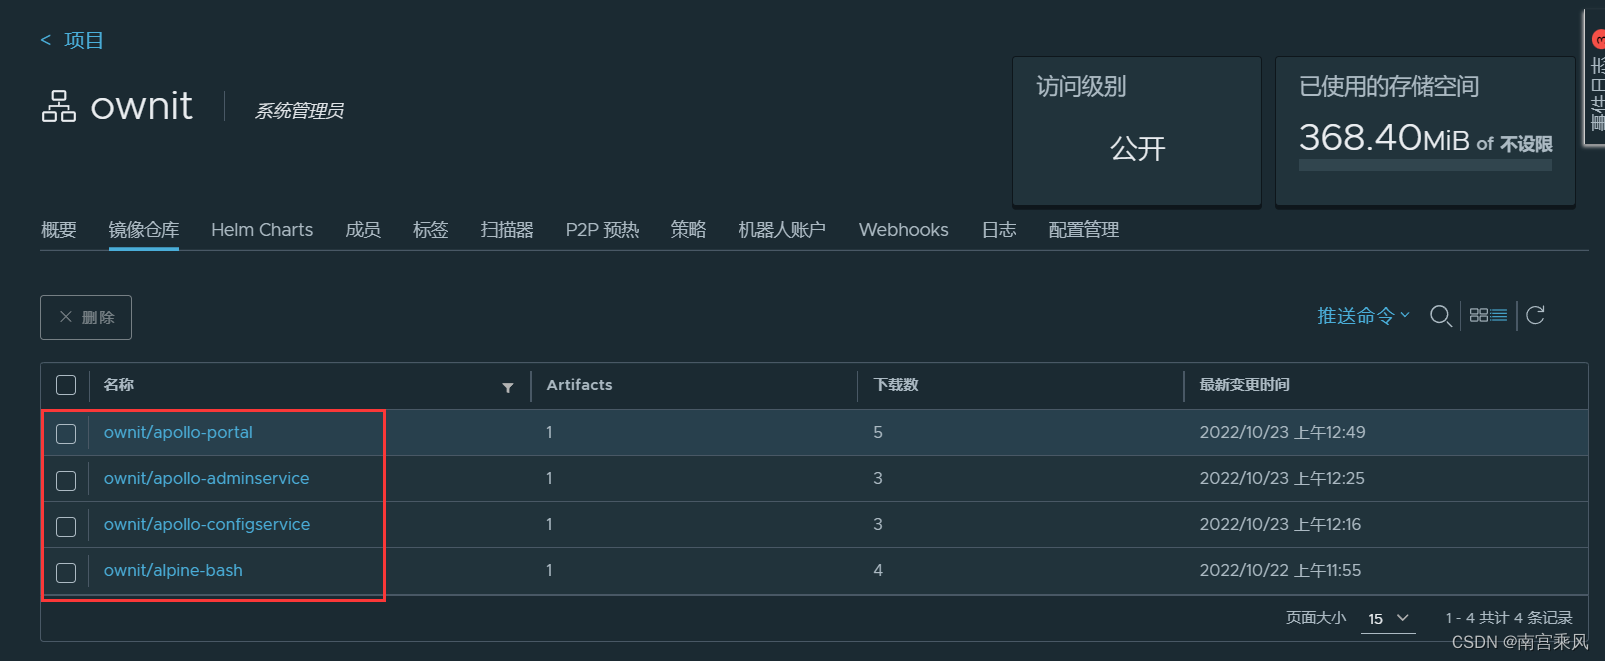 < 项目
ownit 系统管理员
访问级别
公开
已使用的存储空间
368.40MiB of 不设限
3
事件日志
概要 镜像仓库 Helm Charts 成员 标签 扫描器 P2P 预热 策略 机器人账户 Webhooks 日志 配置管理
× 删除
推送命令
名称 Artifacts 下载数 最新变更时间
ownit/apollo-portal 1 5 2022/10/23 上午12:49
ownit/apollo-adminservice 1 3 2022/10/23 上午12:25
ownit/apollo-configservice 1 3 2022/10/23 上午12:16
ownit/alpine-bash 1 4 2022/10/22 上午11:55
页面大小 15 1 - 4 共计 4 条记录
CSDN @南宫乘风